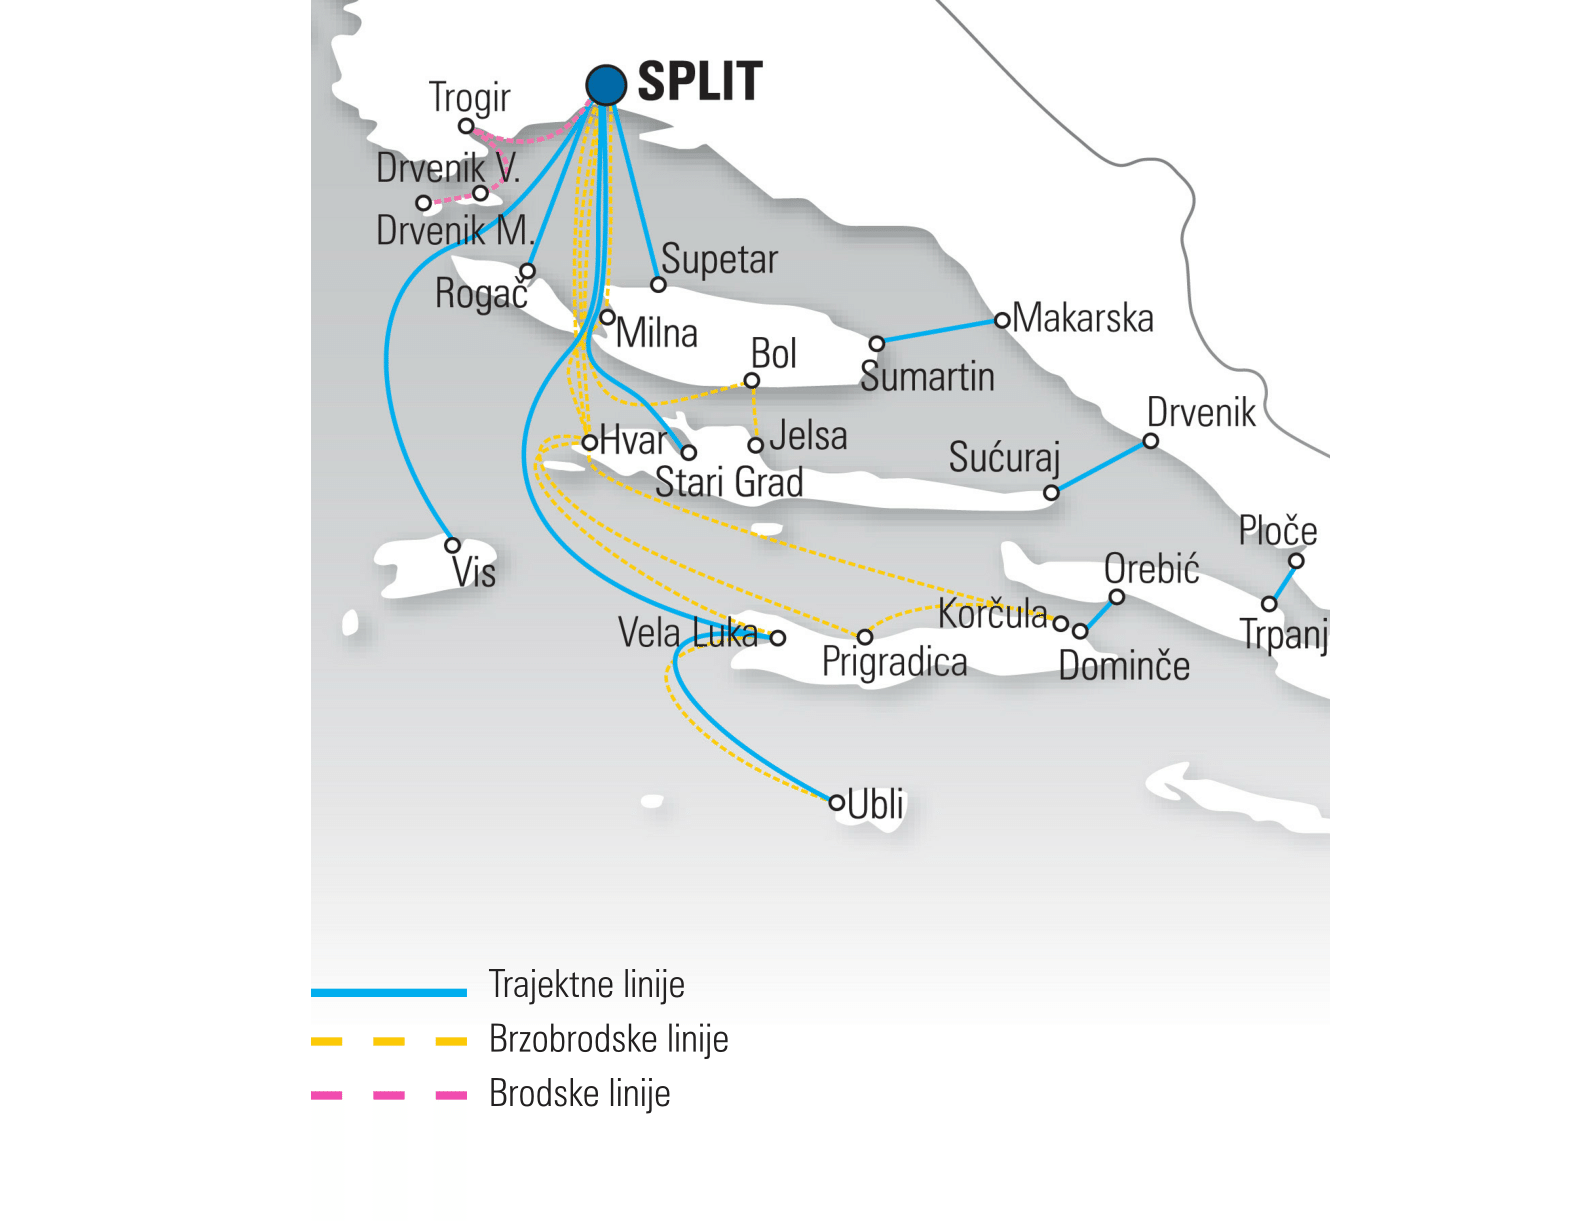 SPLIT
Trogir
Drvenik V.
Drvenik M.
Supetar
Rogač
Milna
Makarska
Bol
Sumartin
Drvenik
Hvar
Jelsa
Sućuraj
Stari Grad
Ploče
Vis
Orebić
Korčula
Vela Luka
Trpanj
Prigradica
Dominče
Ubli
Trajektne linije
Brzobrodske linije
Brodske linije